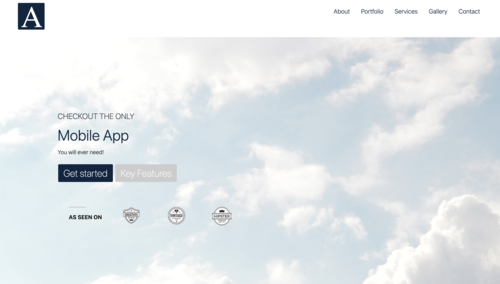 A
About Portfolio Services Gallery Contact
CHECKOUT THE ONLY
Mobile App
You will ever need!
Get started Key Features
AS SEEN ON
HIPSTER